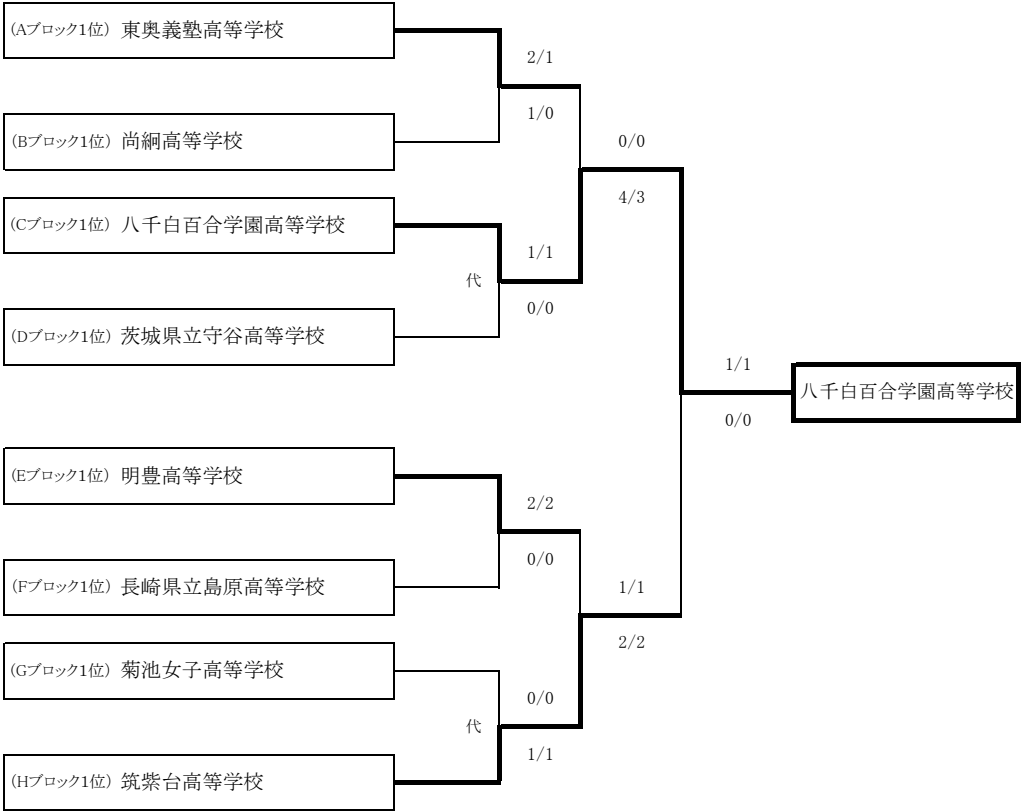 (Aブロック1位) 東奥義塾高等学校
2/1
1/0
(Bブロック1位) 尚絅高等学校
0/0
4/3
(Cブロック1位) 八千白百合学園高等学校
1/1
代
0/0
(Dブロック1位) 茨城県立守谷高等学校
1/1
八千白百合学園高等学校
0/0
(Eブロック1位) 明豊高等学校
2/2
0/0
(Fブロック1位) 長崎県立島原高等学校
1/1
2/2
(Gブロック1位) 菊池女子高等学校
0/0
代
1/1
(Hブロック1位) 筑紫台高等学校